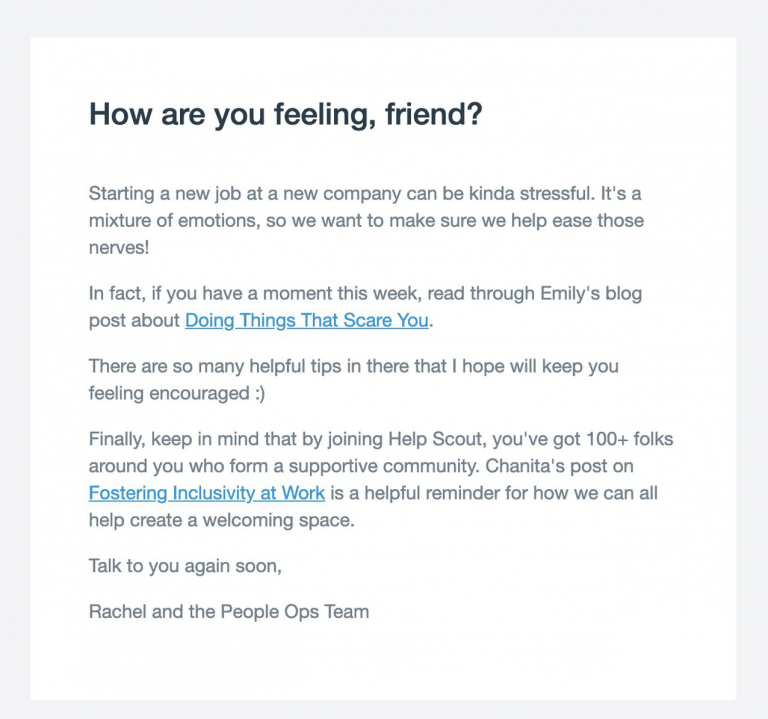 How are you feeling, friend?
Starting a new job at a new company can be kinda stressful. It's a
mixture of emotions, so we want to make sure we help ease those
nerves!
In fact, if you have a moment this week, read through Emily's blog
post about Doing Things That Scare You.
There are so many helpful tips in there that I hope will keep you
feeling encouraged :)
Finally, keep in mind that by joining Help Scout, you've got 100+ folks
around you who form a supportive community. Chanita's post on
Fostering Inclusivity at Work is a helpful reminder for how we can all
help create a welcoming space.
Talk to you again soon,
Rachel and the People Ops Team